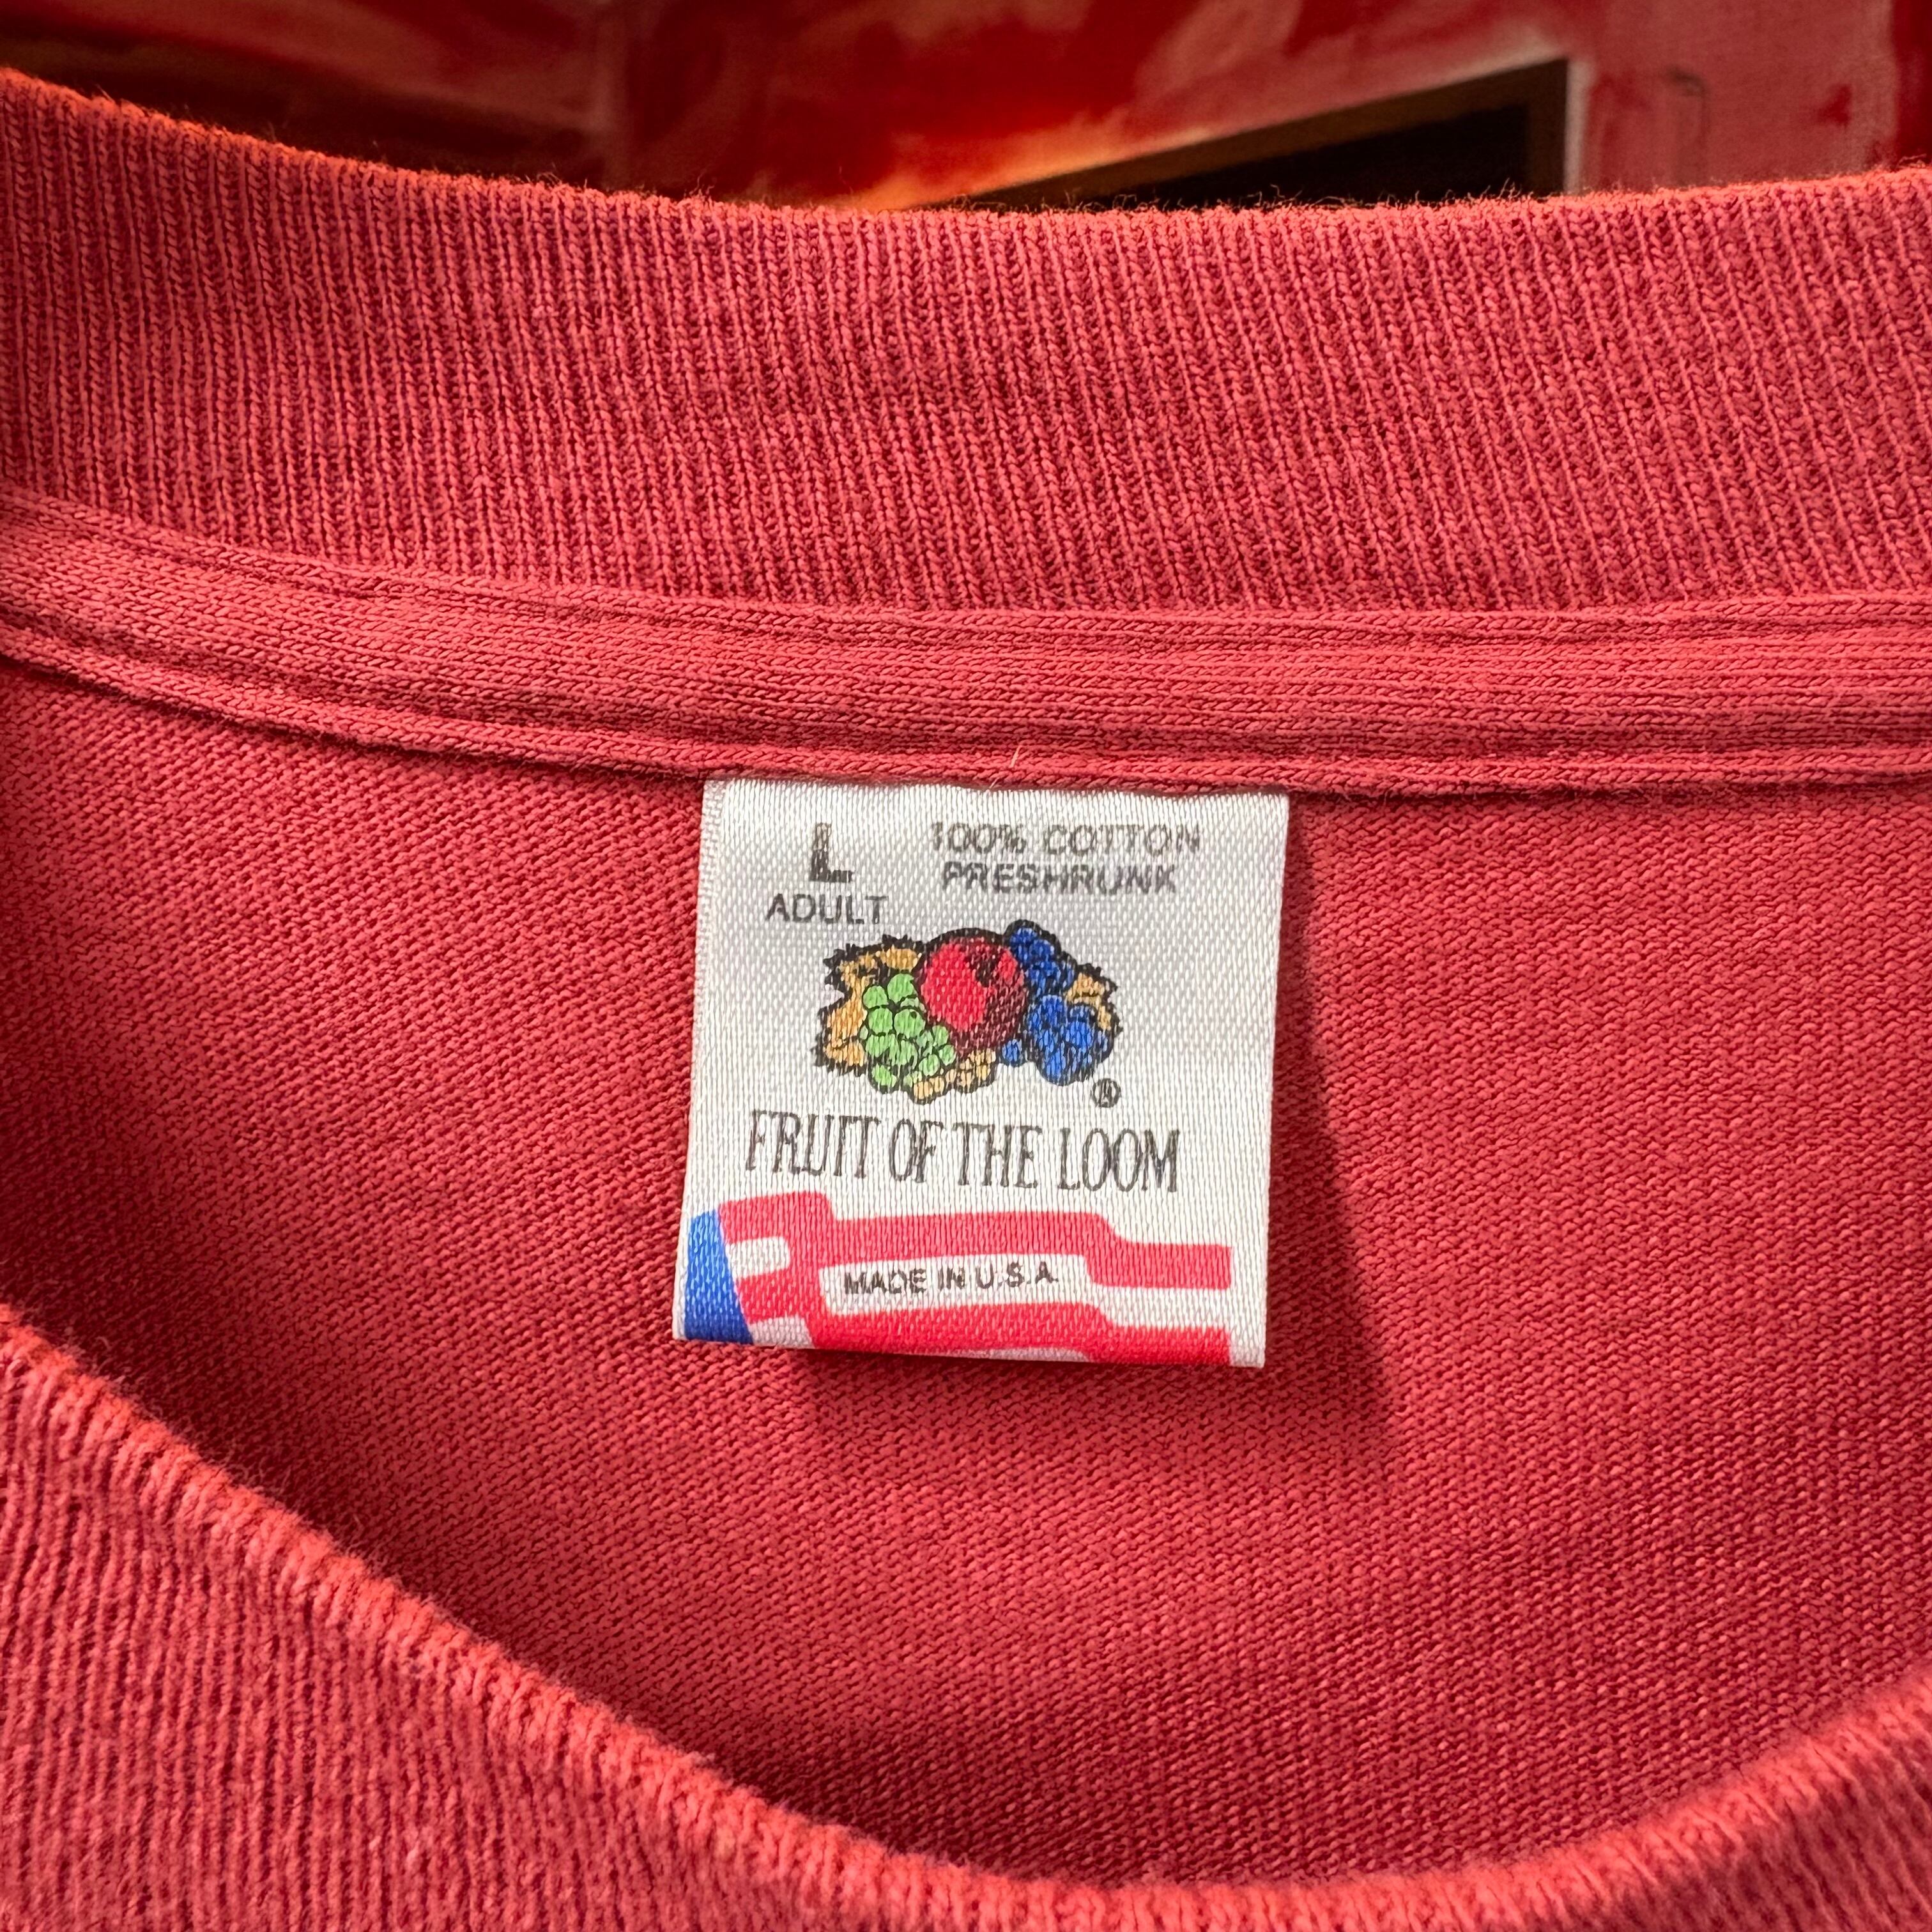 L
ADULT
100% COTTON
PRESHRUNK
®
FRUIT OF THE LOOM
MADE IN U.S.A.